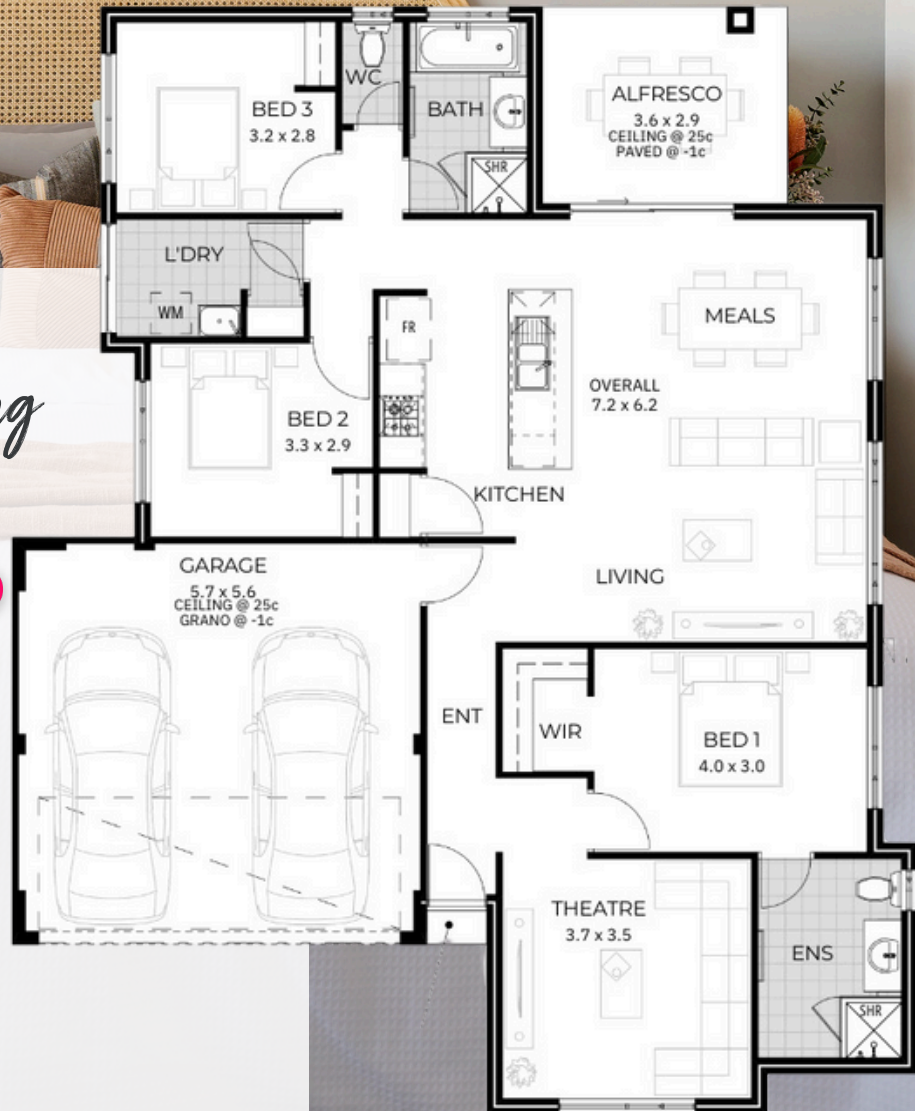 WC
BED 3
3.2 x 2.8
BATH
SHR
ALFRESCO
3.6 x 2.9
CEILING @ 25c
PAVED @ -1c
L'DRY
WM
FR
MEALS
OVERALL
7.2 x 6.2
BED 2
3.3 x 2.9
KITCHEN
GARAGE
5.7 x 5.6
CEILING @ 25c
GRANO @ -1c
LIVING
ENT
WIR
BED 1
4.0 x 3.0
THEATRE
3.7 x 3.5
ENS
SHR